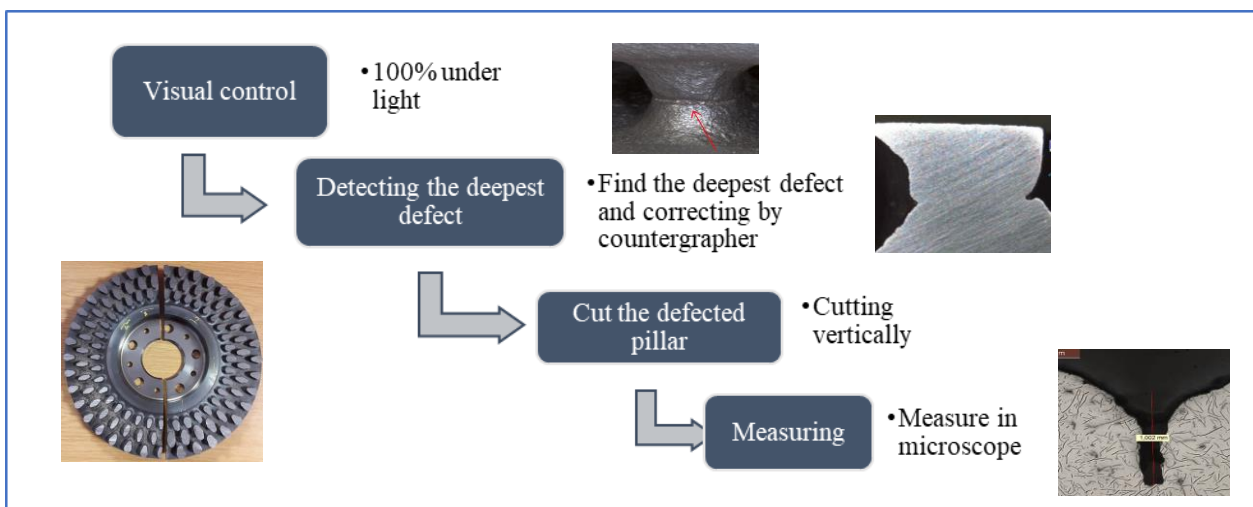 Visual control
•100% under
light
Detecting the deepest
defect
•Find the deepest defect
and correcting by
countergrapher
Cut the defected
pillar
•Cutting
vertically
Measuring
•Measure in
microscope
1,002 mm